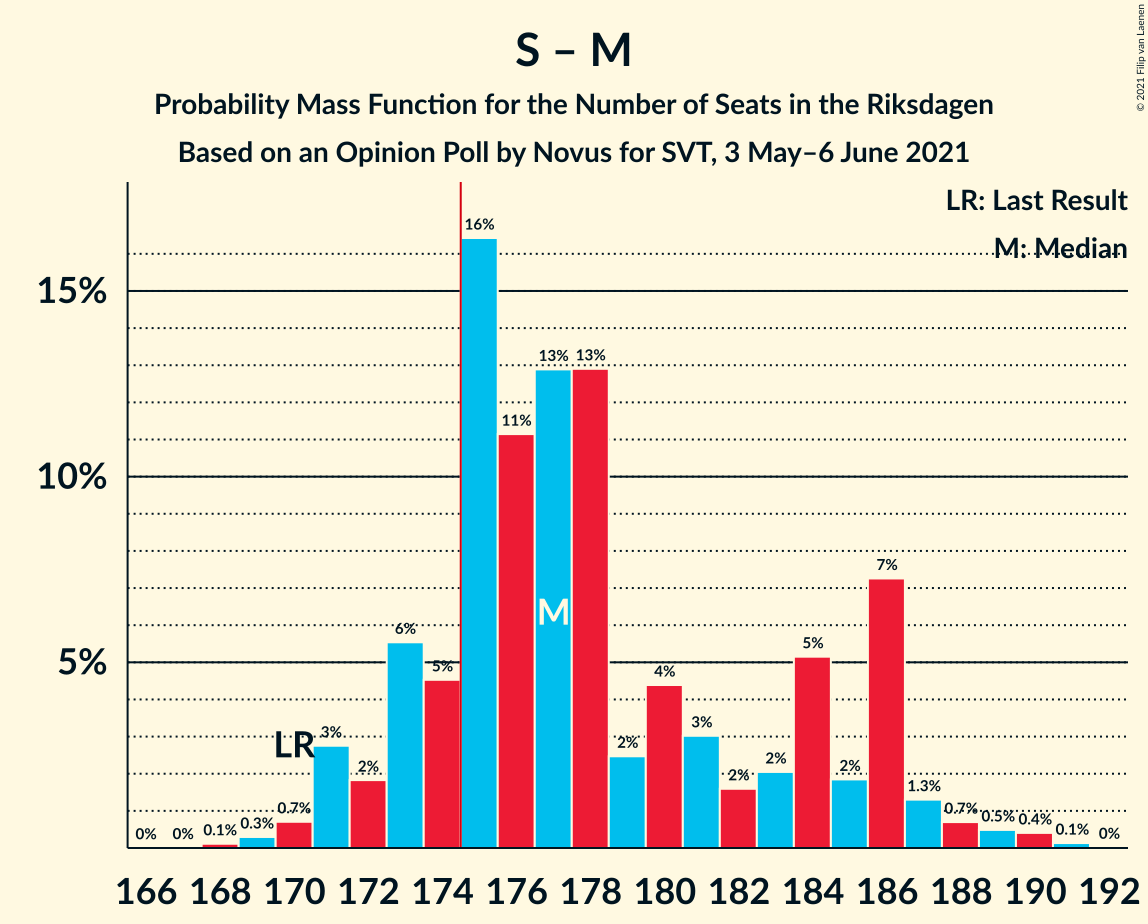 S – M
Probability Mass Function for the Number of Seats in the Riksdagen
Based on an Opinion Poll by Novus for SVT, 3 May–6 June 2021
© 2021 Filip van Laenen
LR: Last Result
M: Median
15%
10%
5%
0% 0% 0.1% 0.3% 0.7% 3% 2% 6% 5% 16% 11% 13% 13% 2% 4% 3% 2% 2% 5% 2% 7% 1.3% 0.7% 0.5% 0.4% 0.1% 0%
LR
M
166 168 170 172 174 176 178 180 182 184 186 188 190 192